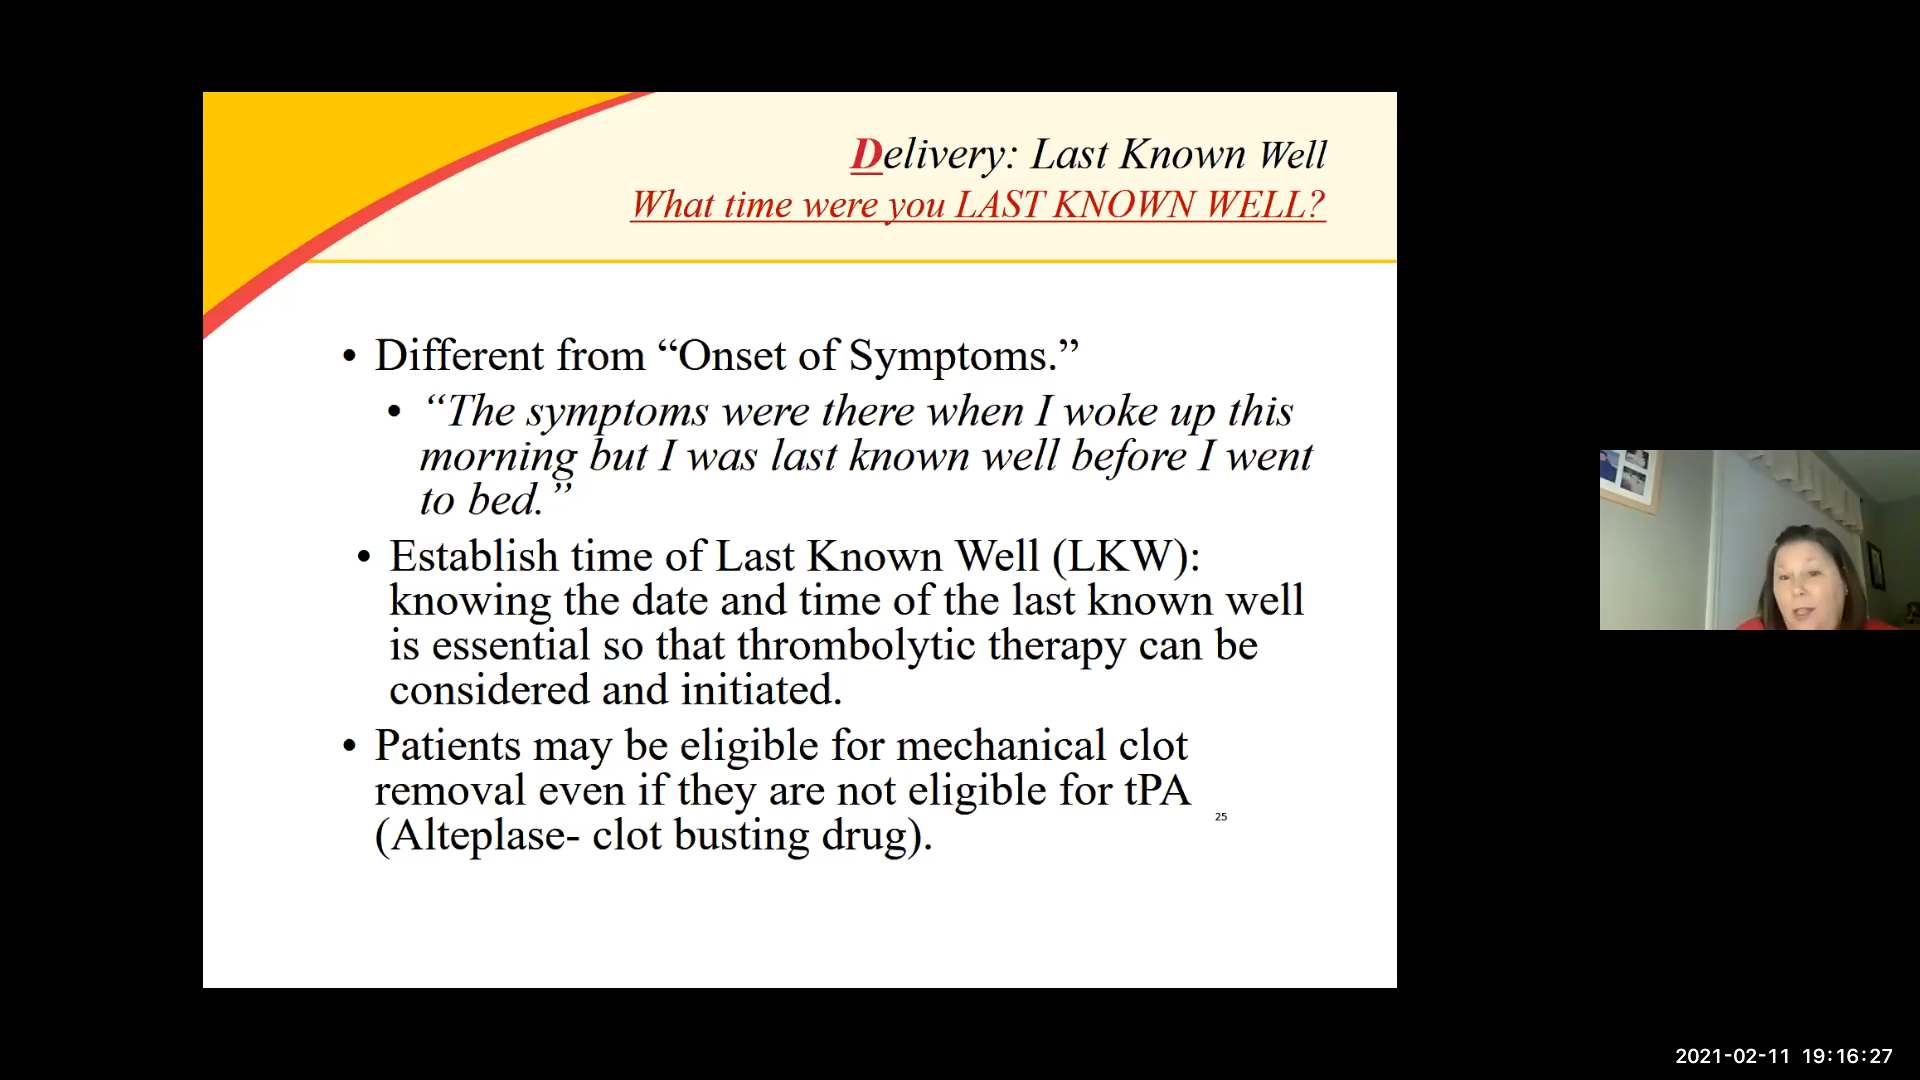 Delivery: Last Known Well
What time were you LAST KNOWN WELL?
• Different from “Onset of Symptoms.”
• “The symptoms were there when I woke up this
morning but I was last known well before I went
to bed.”
• Establish time of Last Known Well (LKW):
knowing the date and time of the last known well
is essential so that thrombolytic therapy can be
considered and initiated.
• Patients may be eligible for mechanical clot
removal even if they are not eligible for tPA
(Alteplase- clot busting drug).
25
2021-02-11 19:16:27